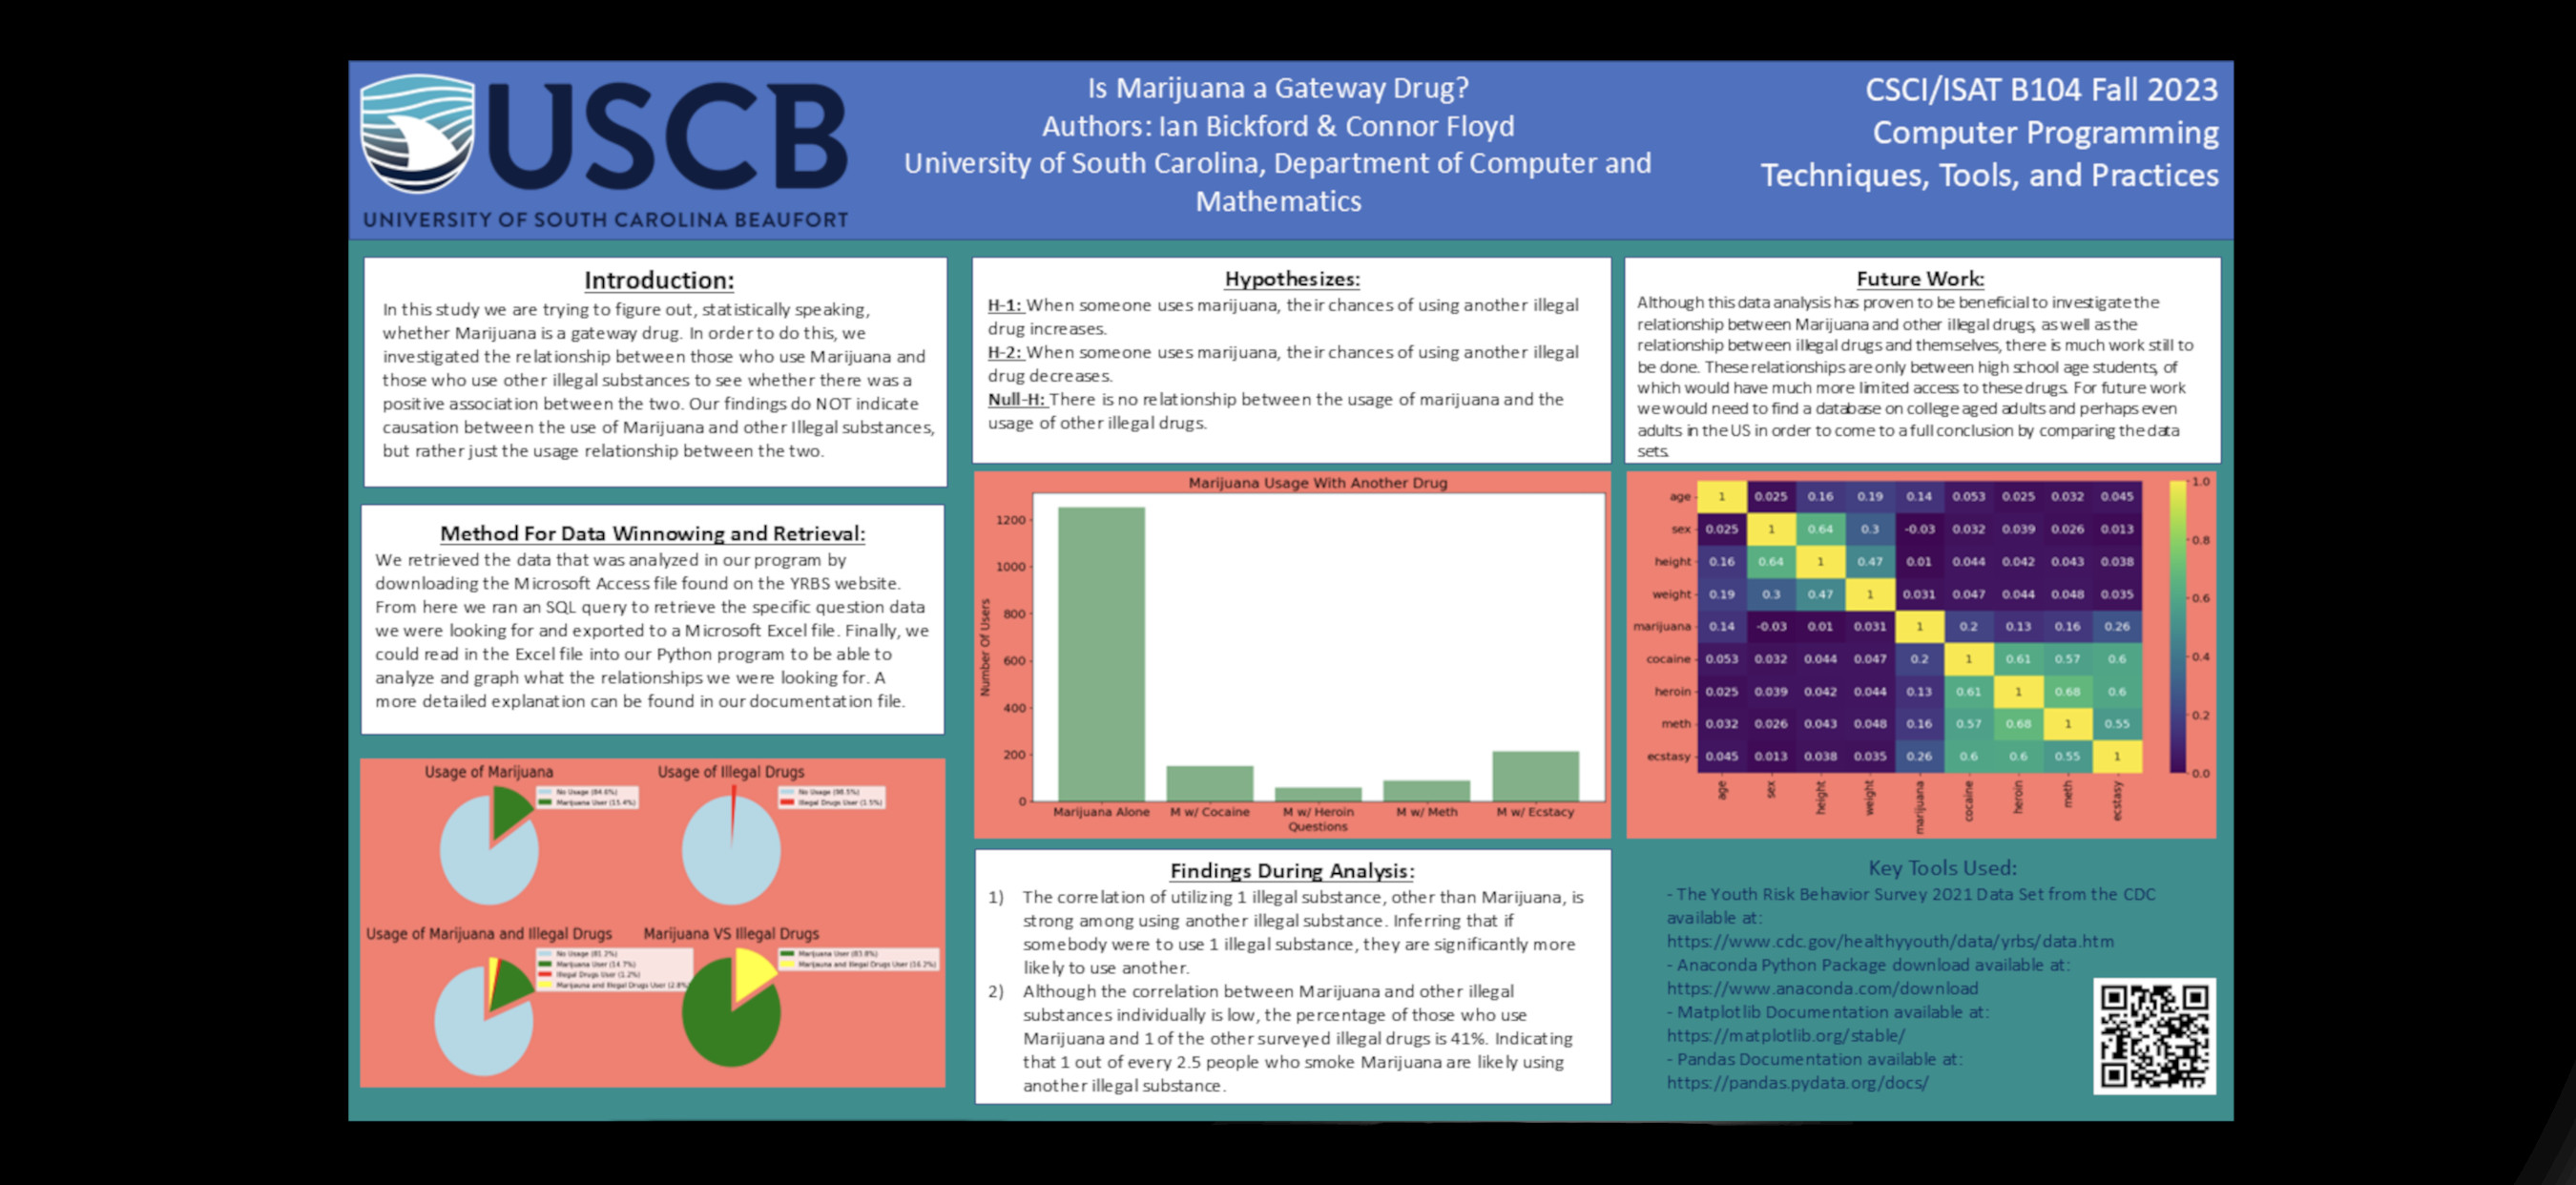 USCB
UNIVERSITY OF SOUTH CAROLINA BEAUFORT
Is Marijuana a Gateway Drug?
Authors: Ian Bickford & Connor Floyd
University of South Carolina, Department of Computer and
Mathematics
CSCI/ISAT B104 Fall 2023
Computer Programming
Techniques, Tools, and Practices
Introduction:
In this study we are trying to figure out, statistically speaking,
whether Marijuana is a gateway drug. In order to do this, we
investigated the relationship between those who use Marijuana and
those who use other illegal substances to see whether there was a
positive association between the two. Our findings do NOT indicate
causation between the use of Marijuana and other Illegal substances,
but rather just the usage relationship between the two.
Method For Data Winnowing and Retrieval:
We retrieved the data that was analyzed in our program by
downloading the Microsoft Access file found on the YRBS website.
From here we ran an SQL query to retrieve the specific question data
we were looking for and exported to a Microsoft Excel file. Finally, we
could read in the Excel file into our Python program to be able to
analyze and graph what the relationships we were looking for. A
more detailed explanation can be found in our documentation file.
Usage of Marijuana
No Usage (84.6%)
Marijuana User (15.4%)
Usage of Illegal Drugs
No Usage (98.5%)
Illegal Drugs User (1.5%)
Usage of Marijuana and Illegal Drugs
No Usage (81.2%)
Marijuana User (14.7%)
Illegal Drugs User (1.2%)
Marijauna and Illegal Drugs User (2.8%
Marijuana VS Illegal Drugs
Marijuana User (83.8%)
Marijauna and Illegal Drugs User (16.2%)
Hypothesizes:
H-1: When someone uses marijuana, their chances of using another illegal
drug increases.
H-2: When someone uses marijuana, their chances of using another illegal
drug decreases.
Null-H: There is no relationship between the usage of marijuana and the
usage of other illegal drugs.
Marijuana Usage With Another Drug
Number Of Users
1200
1000
800
600
400
200
0
Marijuana Alone M w/ Cocaine M w/ Heroin M w/ Meth M w/ Ecstacy
Questions
Findings During Analysis:
1) The correlation of utilizing 1 illegal substance, other than Marijuana, is
strong among using another illegal substance. Inferring that if
somebody were to use 1 illegal substance, they are significantly more
likely to use another.
2) Although the correlation between Marijuana and other illegal
substances individually is low, the percentage of those who use
Marijuana and 1 of the other surveyed illegal drugs is 41%. Indicating
that 1 out of every 2.5 people who smoke Marijuana are likely using
another illegal substance.
Future Work:
Although this data analysis has proven to be beneficial to investigate the
relationship between Marijuana and other illegal drugs, as well as the
relationship between illegal drugs and themselves, there is much work still to
be done. These relationships are only between high school age students, of
which would have much more limited access to these drugs. For future work
we would need to find a database on college aged adults and perhaps even
adults in the US in order to come to a full conclusion by comparing the data
sets.
age 1 0.025 0.16 0.19 0.14 0.053 0.025 0.032 0.045
sex 0.025 1 0.64 0.3 -0.03 0.032 0.039 0.026 0.013
height 0.16 0.64 1 0.47 0.01 0.044 0.042 0.043 0.038
weight 0.19 0.3 0.47 1 0.031 0.047 0.044 0.048 0.035
marijuana 0.14 -0.03 0.01 0.031 1 0.2 0.13 0.16 0.26
cocaine 0.053 0.032 0.044 0.047 0.2 1 0.61 0.57 0.6
heroin 0.025 0.039 0.042 0.044 0.13 0.61 1 0.68 0.6
meth 0.032 0.026 0.043 0.048 0.16 0.57 0.68 1 0.55
ecstasy 0.045 0.013 0.038 0.035 0.26 0.6 0.6 0.55 1
age sex height weight marijuana cocaine heroin meth ecstasy
1.0
0.8
0.6
0.4
0.2
0.0
Key Tools Used:
- The Youth Risk Behavior Survey 2021 Data Set from the CDC
available at:
https://www.cdc.gov/healthyyouth/data/yrbs/data.htm
- Anaconda Python Package download available at:
https://www.anaconda.com/download
- Matplotlib Documentation available at:
https://matplotlib.org/stable/
- Pandas Documentation available at:
https://pandas.pydata.org/docs/